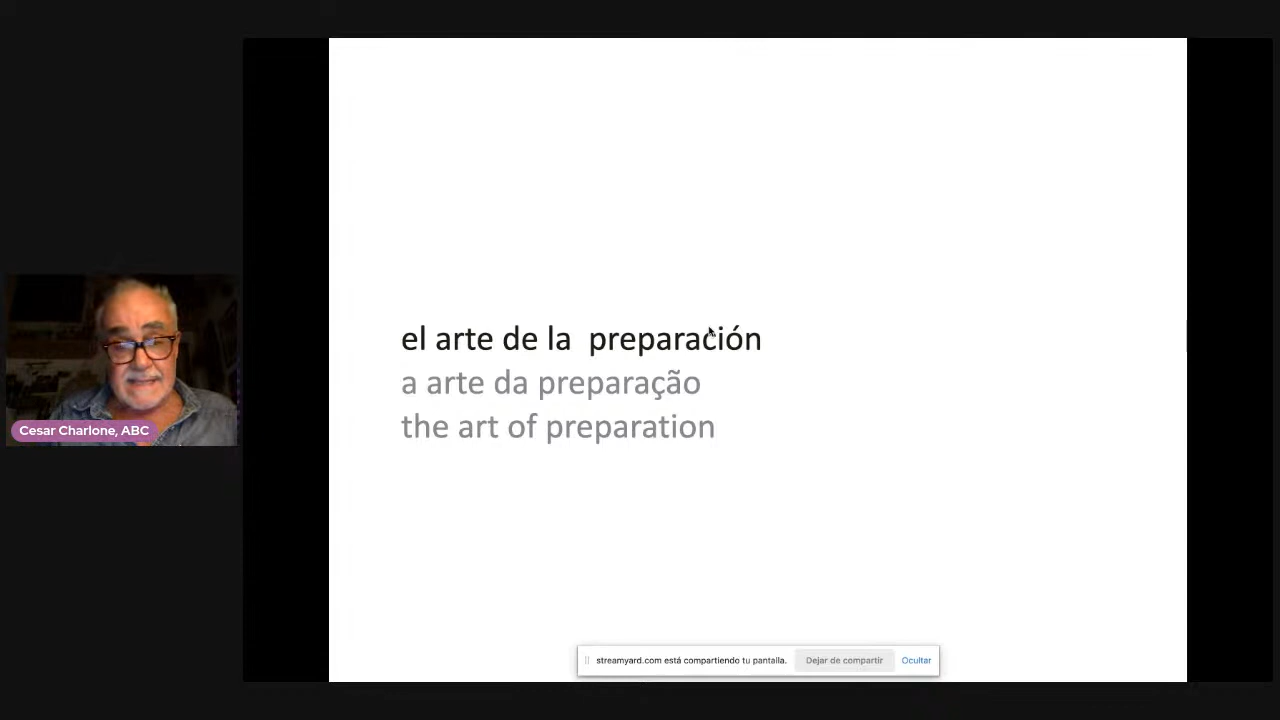 el arte de la  preparación
a arte da preparação
the art of preparation
Cesar Charlone, ABC
streamyard.com está compartiendo tu pantalla. Dejar de compartir Ocultar